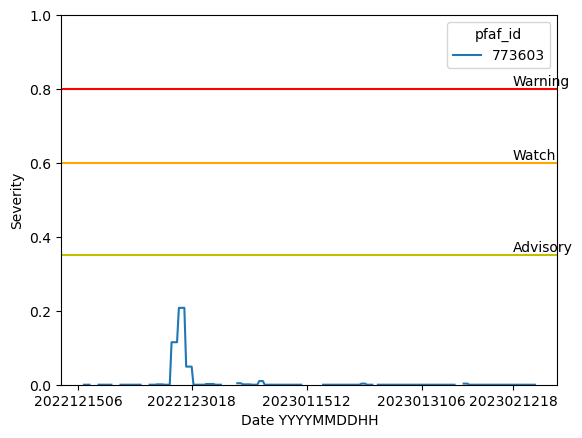 pfaf_id
773603
1.0
Warning
0.8
Watch
0.6
Severity
0.4
Advisory
0.2
0.0
2022121506 2022123018 2023011512 2023013106 2023021218
Date YYYYMMDDHH